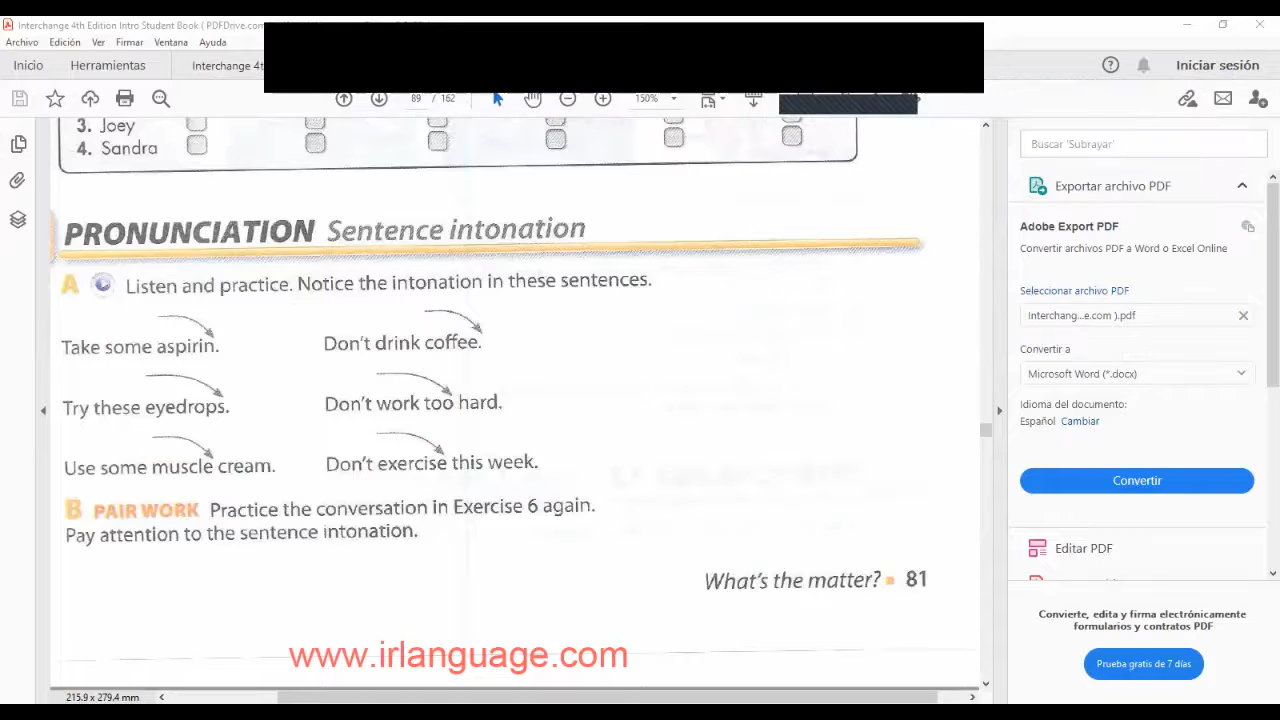 Interchange 4th Edition Intro Student Book ( PDFDrive.com
Archivo Edición Ver Firmar Ventana Ayuda
Inicio Herramientas Interchange 4t Iniciar sesión
89 / 162 150%
3. Joey
4. Sandra
PRONUNCIATION Sentence intonation
A Listen and practice. Notice the intonation in these sentences.
Take some aspirin. Don't drink coffee.
Try these eyedrops. Don't work too hard.
Use some muscle cream. Don't exercise this week.
B PAIR WORK Practice the conversation in Exercise 6 again.
Pay attention to the sentence intonation.
What's the matter? 81
www.irlanguage.com
215.9 x 279.4 mm
Buscar 'Subrayar'
Exportar archivo PDF
Adobe Export PDF
Convertir archivos PDF a Word o Excel Online
Seleccionar archivo PDF
Interchang...e.com ).pdf
Convertir a
Microsoft Word (*.docx)
Idioma del documento:
Español Cambiar
Convertir
Editar PDF
Convierte, edita y firma electrónicamente
formularios y contratos PDF
Prueba gratis de 7 días